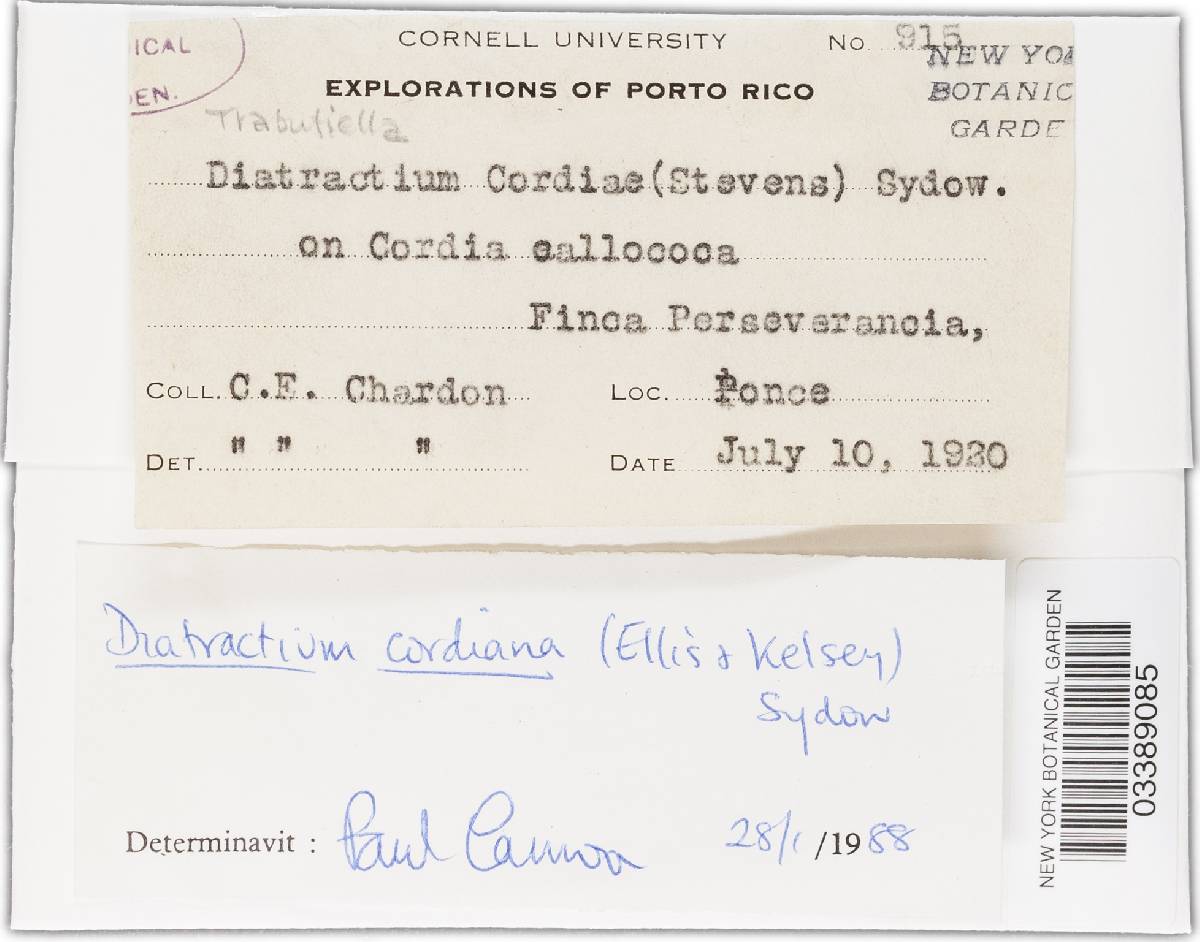 ICAL
EN.
CORNELL UNIVERSITY
No. 915
NEW YO
BOTANIC
GARDE
EXPLORATIONS OF PORTO RICO
Trabutiella
Diatractium Cordiae(Stevens) Sydow.
on Cordia callococa
Finca Perseverancia,
COLL. C.E. Chardon
LOC. Ponce
DET. " " "
DATE July 10, 1920
Diatractium cordiana (Ellis & Kelsey)
Sydow
Determinavit : Paul Cannon 28/1/1988
NEW YORK BOTANICAL GARDEN
03389085